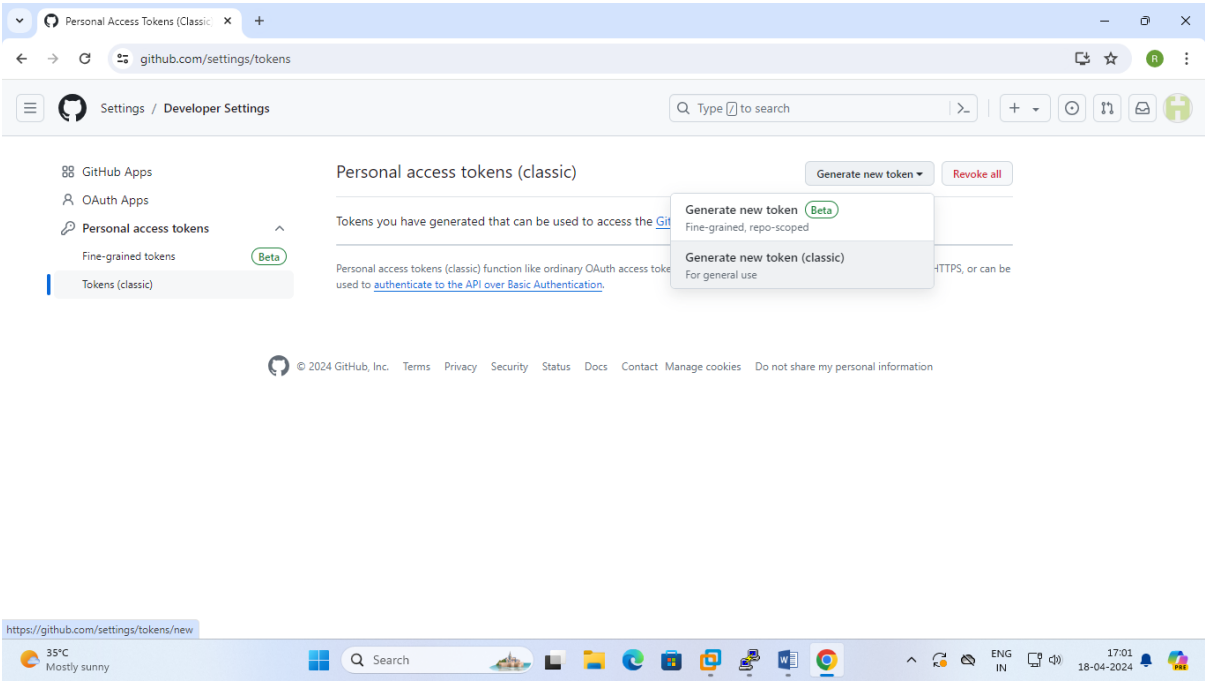 Personal Access Tokens (Classic
github.com/settings/tokens
R
Settings / Developer Settings
Type / to search
GitHub Apps
OAuth Apps
Personal access tokens
Fine-grained tokens
Beta
Tokens (classic)
Personal access tokens (classic)
Generate new token
Revoke all
Tokens you have generated that can be used to access the Git
Generate new token Beta
Fine-grained, repo-scoped
Generate new token (classic)
For general use
Personal access tokens (classic) function like ordinary OAuth access toke HTTPS, or can be
used to authenticate to the API over Basic Authentication.
© 2024 GitHub, Inc. Terms Privacy Security Status Docs Contact Manage cookies Do not share my personal information
https://github.com/settings/tokens/new
35°C
Mostly sunny
Search
ENG
IN
17:01
18-04-2024
PRE